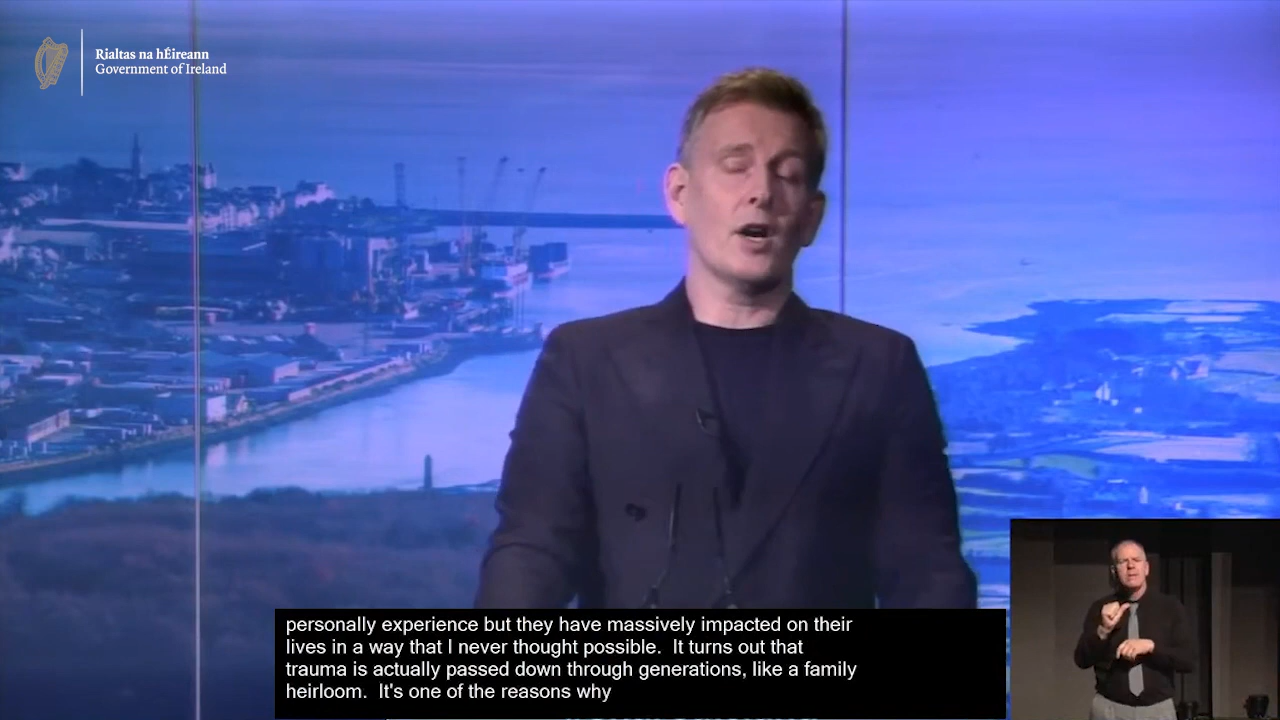 Rialtas na hÉireann
Government of Ireland
personally experience but they have massively impacted on their
lives in a way that I never thought possible.  It turns out that
trauma is actually passed down through generations, like a family
heirloom.  It's one of the reasons why